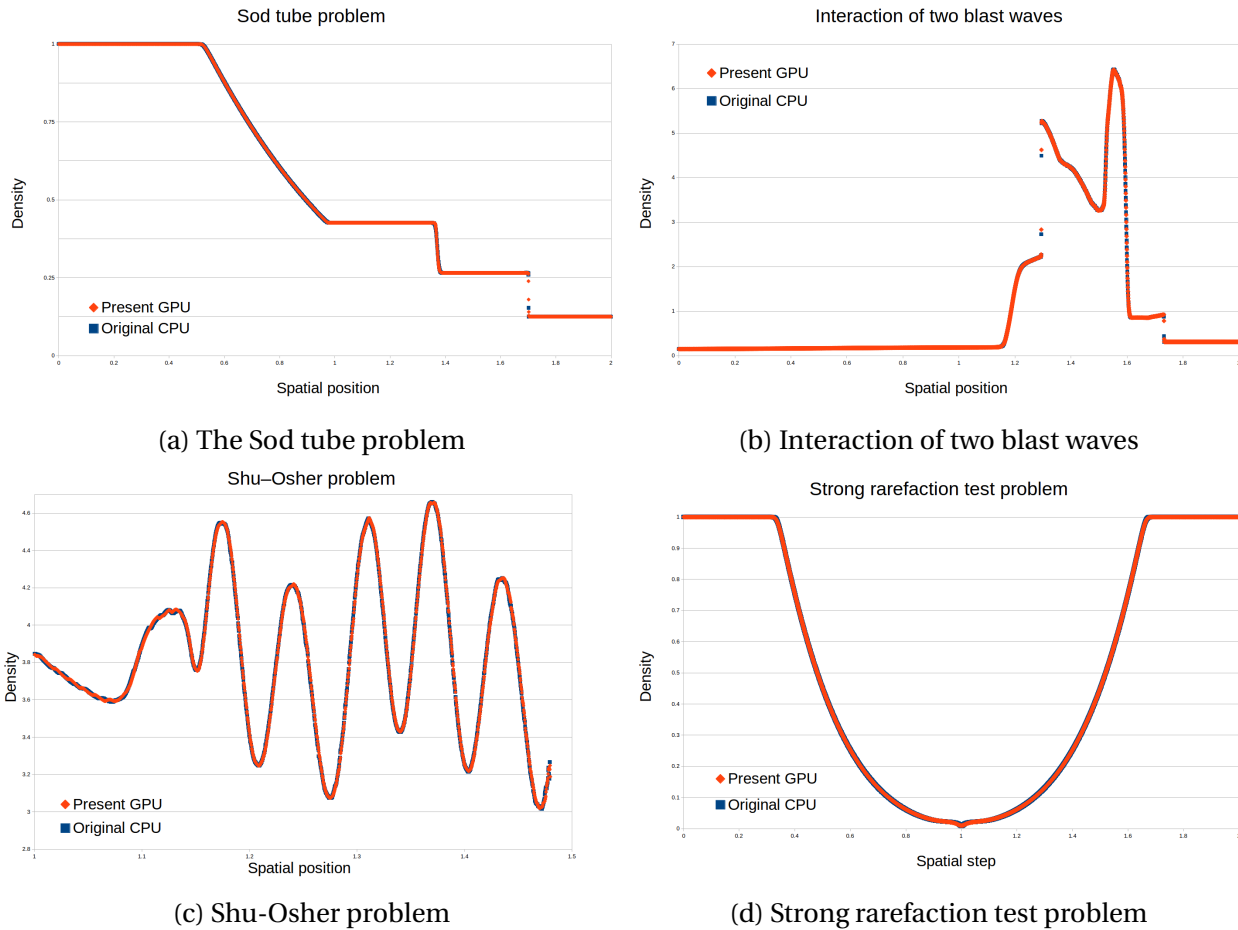 Sod tube problem
1
0.75
0.5
0.25
0
Density
Present GPU
Original CPU
0 0.2 0.4 0.6 0.8 1 1.2 1.4 1.6 1.8 2
Spatial position
(a) The Sod tube problem
Interaction of two blast waves
7
6
5
4
3
2
1
0
Density
Present GPU
Original CPU
0 0.2 0.4 0.6 0.8 1 1.2 1.4 1.6 1.8
Spatial position
(b) Interaction of two blast waves
Shu–Osher problem
4.6
4.4
4.2
4
3.8
3.6
3.4
3.2
3
2.8
Density
Present GPU
Original CPU
1 1.1 1.2 1.3 1.4 1.5
Spatial position
(c) Shu-Osher problem
Strong rarefaction test problem
1
0.9
0.8
0.7
0.6
0.5
0.4
0.3
0.2
0.1
0
Density
Present GPU
Original CPU
0 0.2 0.4 0.6 0.8 1 1.2 1.4 1.6 1.8
Spatial step
(d) Strong rarefaction test problem